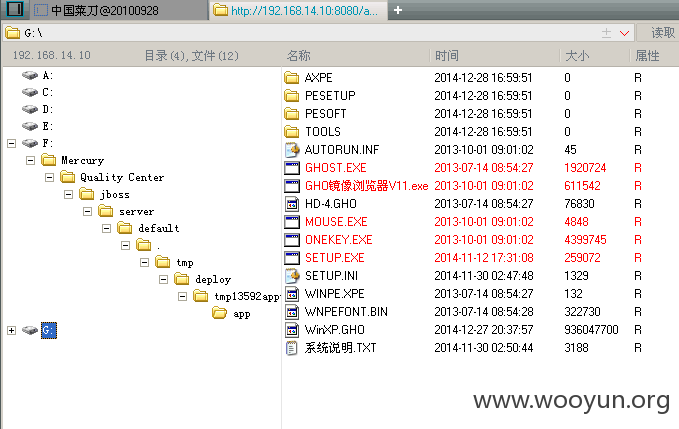 中国菜刀@20100928
http://192.168.14.10:8080/a...
G:\
读取
192.168.14.10 目录(4),文件(12) 名称 时间 大小 属性
A:
C:
D:
E:
F:
Mercury
Quality Center
jboss
server
default
.
tmp
deploy
tmp13592app
app
G:
AXPE 2014-12-28 16:59:51 0 R
PESETUP 2014-12-28 16:59:51 0 R
PESOFT 2014-12-28 16:59:51 0 R
TOOLS 2014-12-28 16:59:51 0 R
AUTORUN.INF 2013-10-01 09:01:02 45 R
GHOST.EXE 2013-07-14 08:54:27 1920724 R
GHO镜像浏览器V11.exe 2013-10-01 09:01:02 611542 R
HD-4.GHO 2013-07-14 08:54:27 76830 R
MOUSE.EXE 2013-10-01 09:01:02 4848 R
ONEKEY.EXE 2013-10-01 09:01:02 4399745 R
SETUP.EXE 2014-11-12 17:31:08 259072 R
SETUP.INI 2014-11-30 02:47:48 1329 R
WINPE.XPE 2013-07-14 08:54:27 132 R
WNPEFONT.BIN 2013-07-14 08:54:28 322730 R
WinXP.GHO 2014-12-27 20:37:57 936047700 R
系统说明.TXT 2014-11-30 02:50:44 3188 R
www.wooyun.org